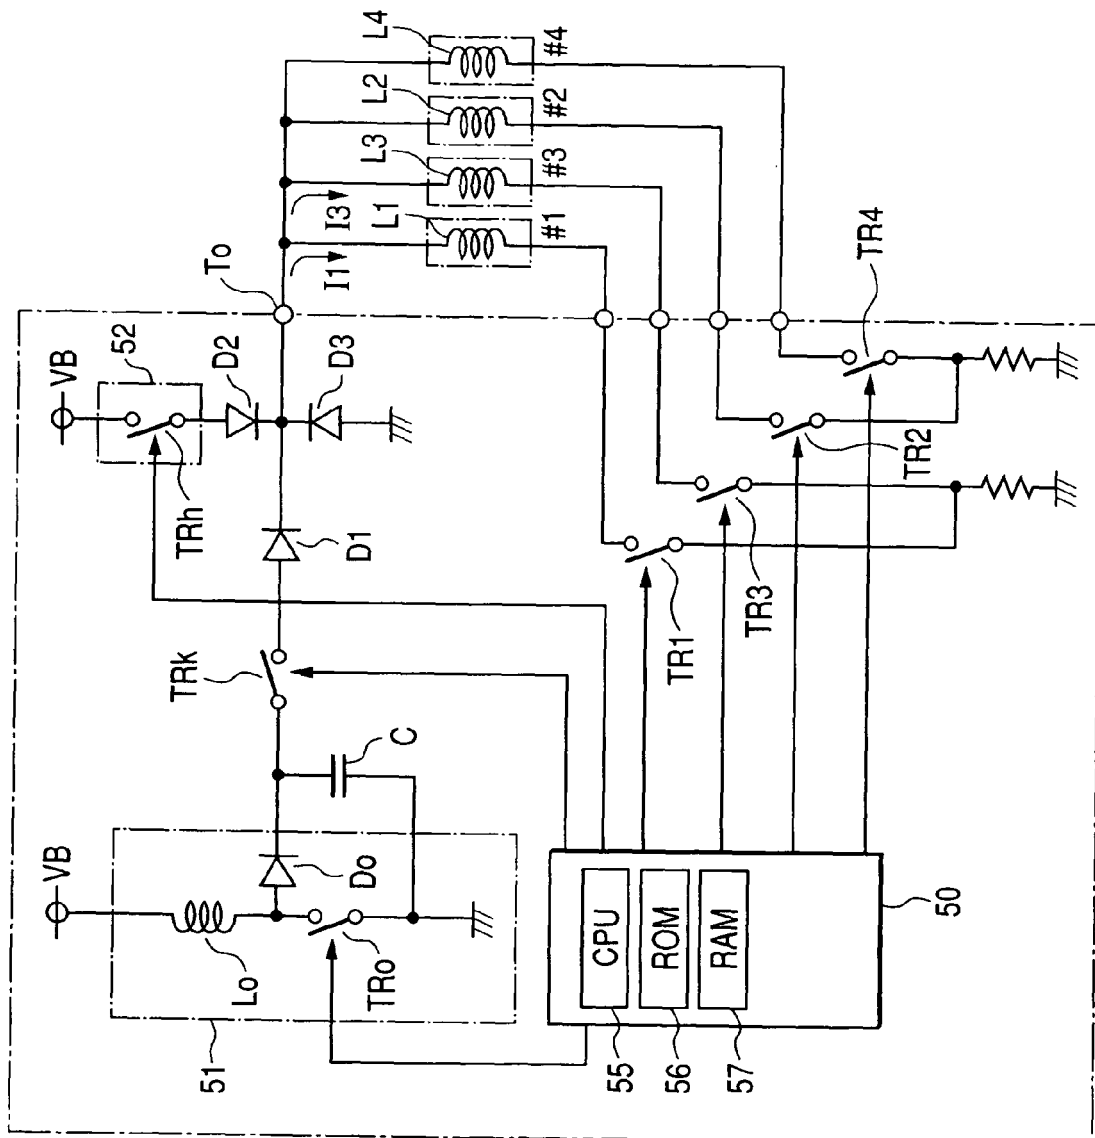 VB
52
To
L4
L2
L3
L1
I3
I1
#4
#2
#3
#1
D2
D3
TRh
D1
TRk
C
VB
Do
Lo
TRo
51
TR4
TR2
TR3
TR1
CPU
ROM
RAM
50
55
56
57